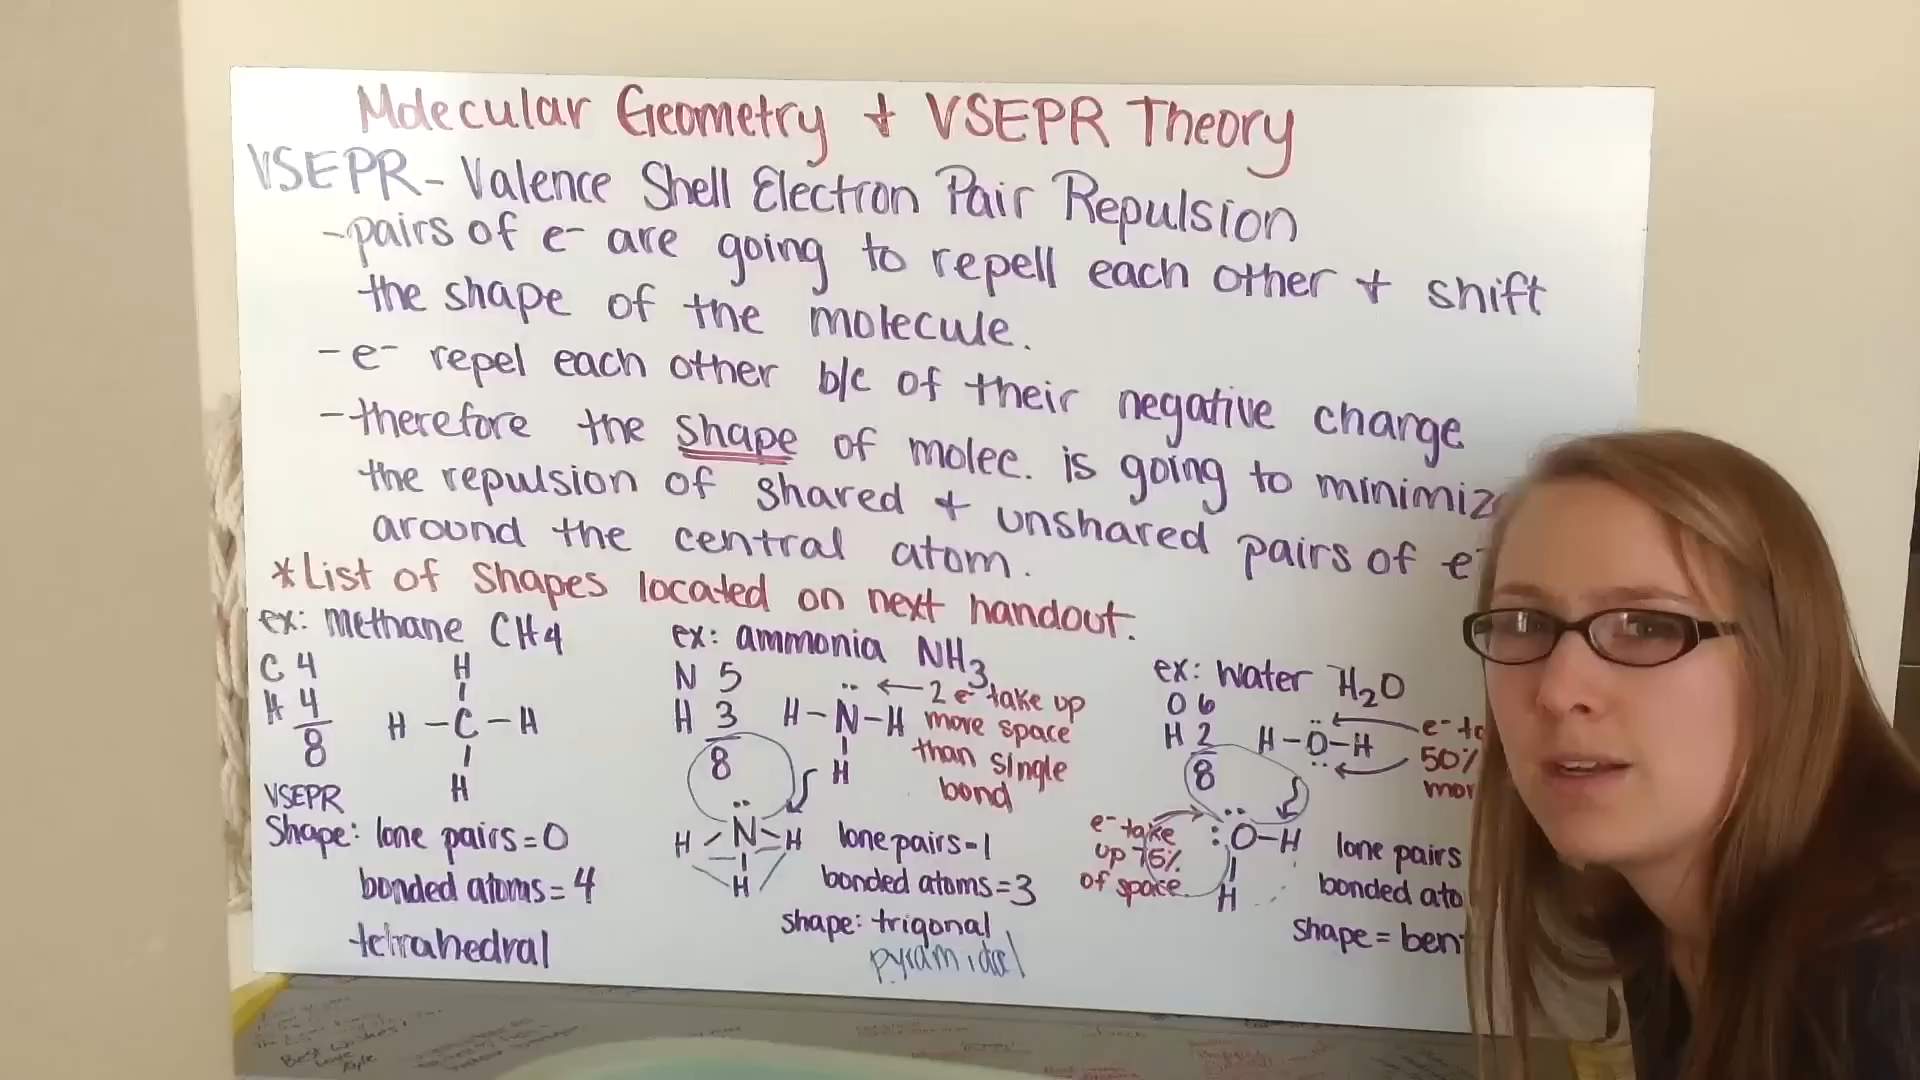 Molecular Geometry + VSEPR Theory
VSEPR - Valence Shell Electron Pair Repulsion
- pairs of e- are going to repell each other + shift
the shape of the molecule.
- e- repel each other b/c of their negative change
- therefore the shape of molec. is going to minimiz
the repulsion of shared + unshared pairs of e-
around the central atom.
*List of shapes located on next handout.
ex: methane CH4
C 4
H 4
8
H
H - C - H
H
VSEPR
Shape: lone pairs = 0
bonded atoms = 4
tetrahedral
ex: ammonia NH3
N 5
H 3
8
H - N - H
H
← 2 e- take up
more space
than single
bond
N
H H
H
lone pairs = 1
bonded atoms = 3
shape: trigonal
pyramidal
ex: water H2O
O 6
H 2
8
H - O - H
e-
50%
e- take
up 75%
of space
:O - H
H
lone pairs
bonded ato
shape = ben
Best Wishes!
Love
Kyle